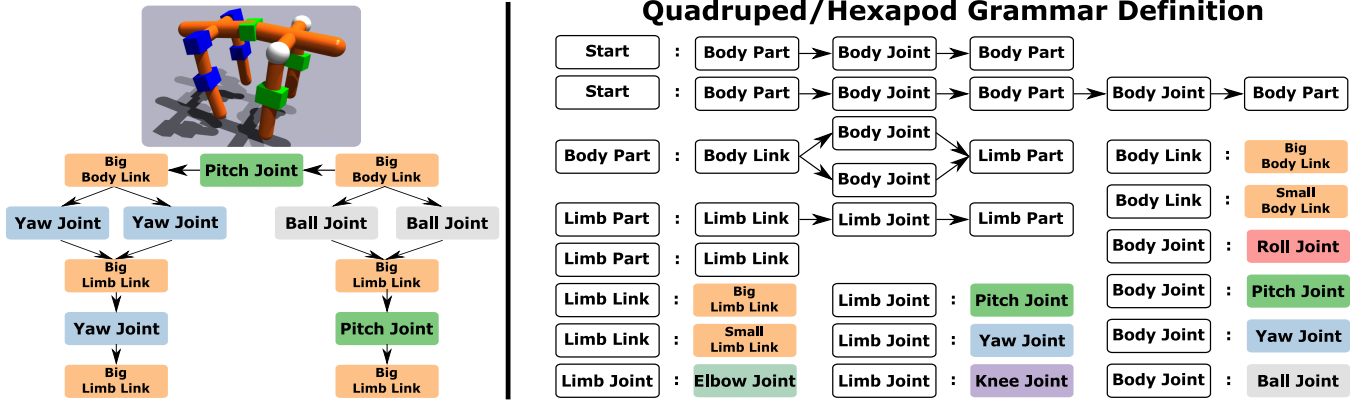 Big
Body Link
Pitch Joint
Big
Body Link
Yaw Joint
Yaw Joint
Ball Joint
Ball Joint
Big
Limb Link
Big
Limb Link
Yaw Joint
Pitch Joint
Big
Limb Link
Big
Limb Link
Quadruped/Hexapod Grammar Definition
Start : Body Part Body Joint Body Part
Start : Body Part Body Joint Body Part Body Joint Body Part
Body Part : Body Link Body Joint Body Joint Limb Part
Limb Part : Limb Link Limb Joint Limb Part
Limb Part : Limb Link
Limb Link : Big
Limb Link
Limb Link : Small
Limb Link
Limb Joint : Elbow Joint
Limb Joint : Pitch Joint
Limb Joint : Yaw Joint
Limb Joint : Knee Joint
Body Link : Big
Body Link
Body Link : Small
Body Link
Body Joint : Roll Joint
Body Joint : Pitch Joint
Body Joint : Yaw Joint
Body Joint : Ball Joint